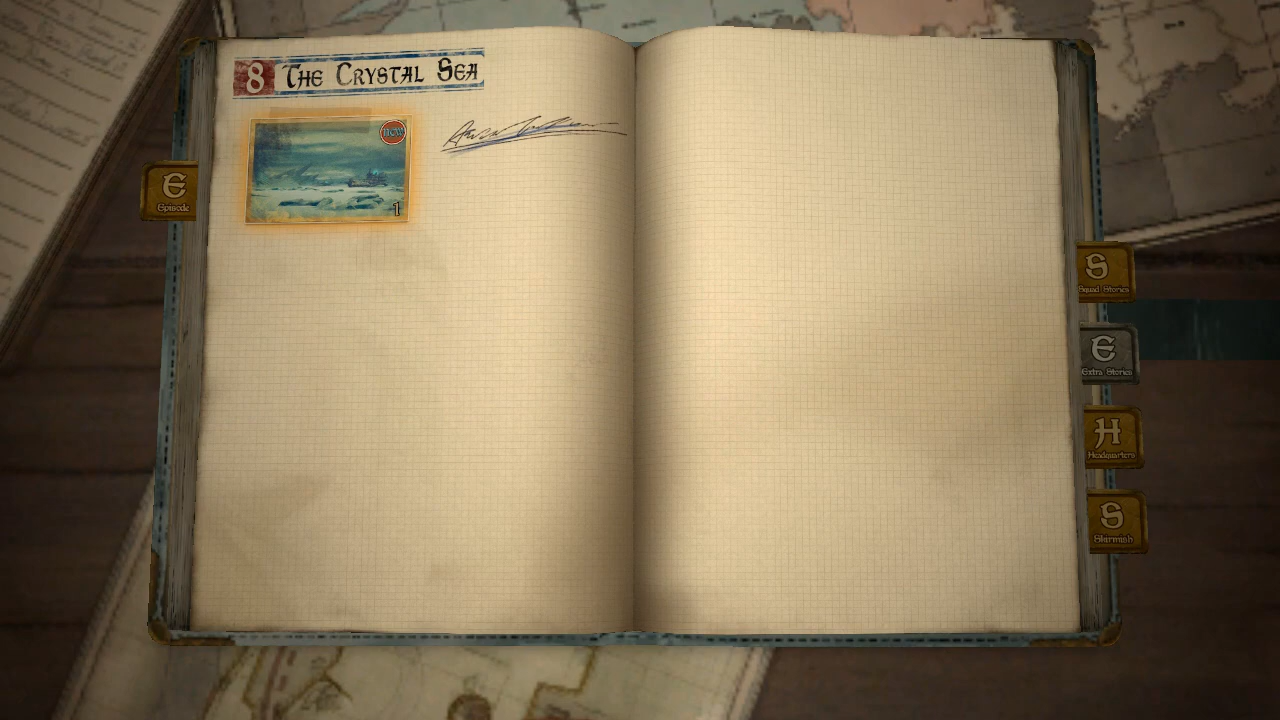 8 The Crystal Sea
new
1
E
Episode
S
Squad Stories
E
Extra Stories
H
Headquarters
S
Skirmish